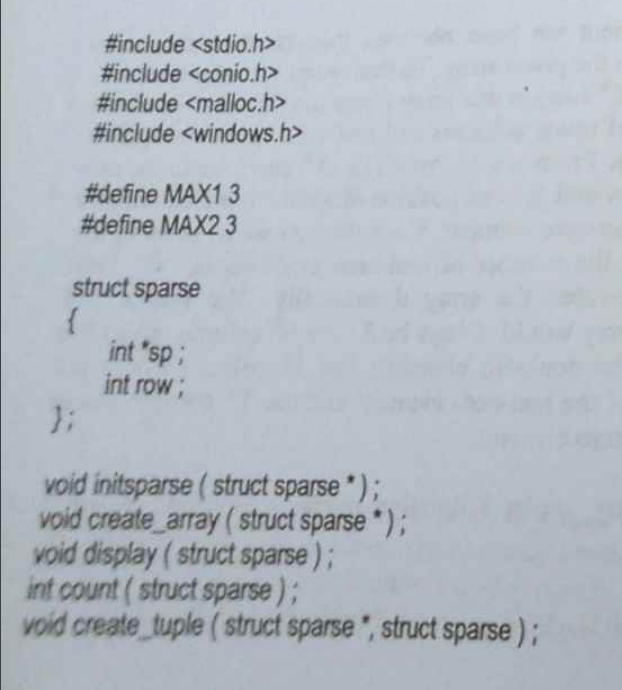 #include <stdio.h>
#include <conio.h>
#include <malloc.h>
#include <windows.h>
#define MAX1 3
#define MAX2 3
struct sparse
{
int *sp ;
int row ;
} ;
void initsparse ( struct sparse * ) ;
void create_array ( struct sparse * ) ;
void display ( struct sparse ) ;
int count ( struct sparse ) ;
void create_tuple ( struct sparse *, struct sparse ) ;